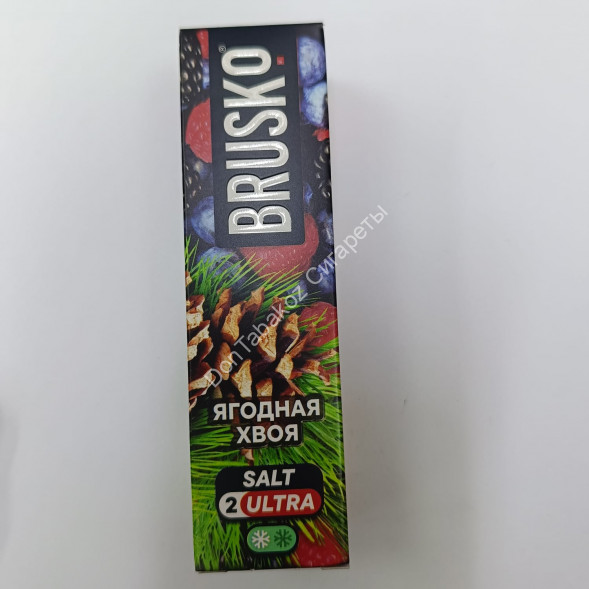 BRUSKO®
ЯГОДНАЯ
ХВОЯ
SALT
2 ULTRA
DonTabakoz Сигареты